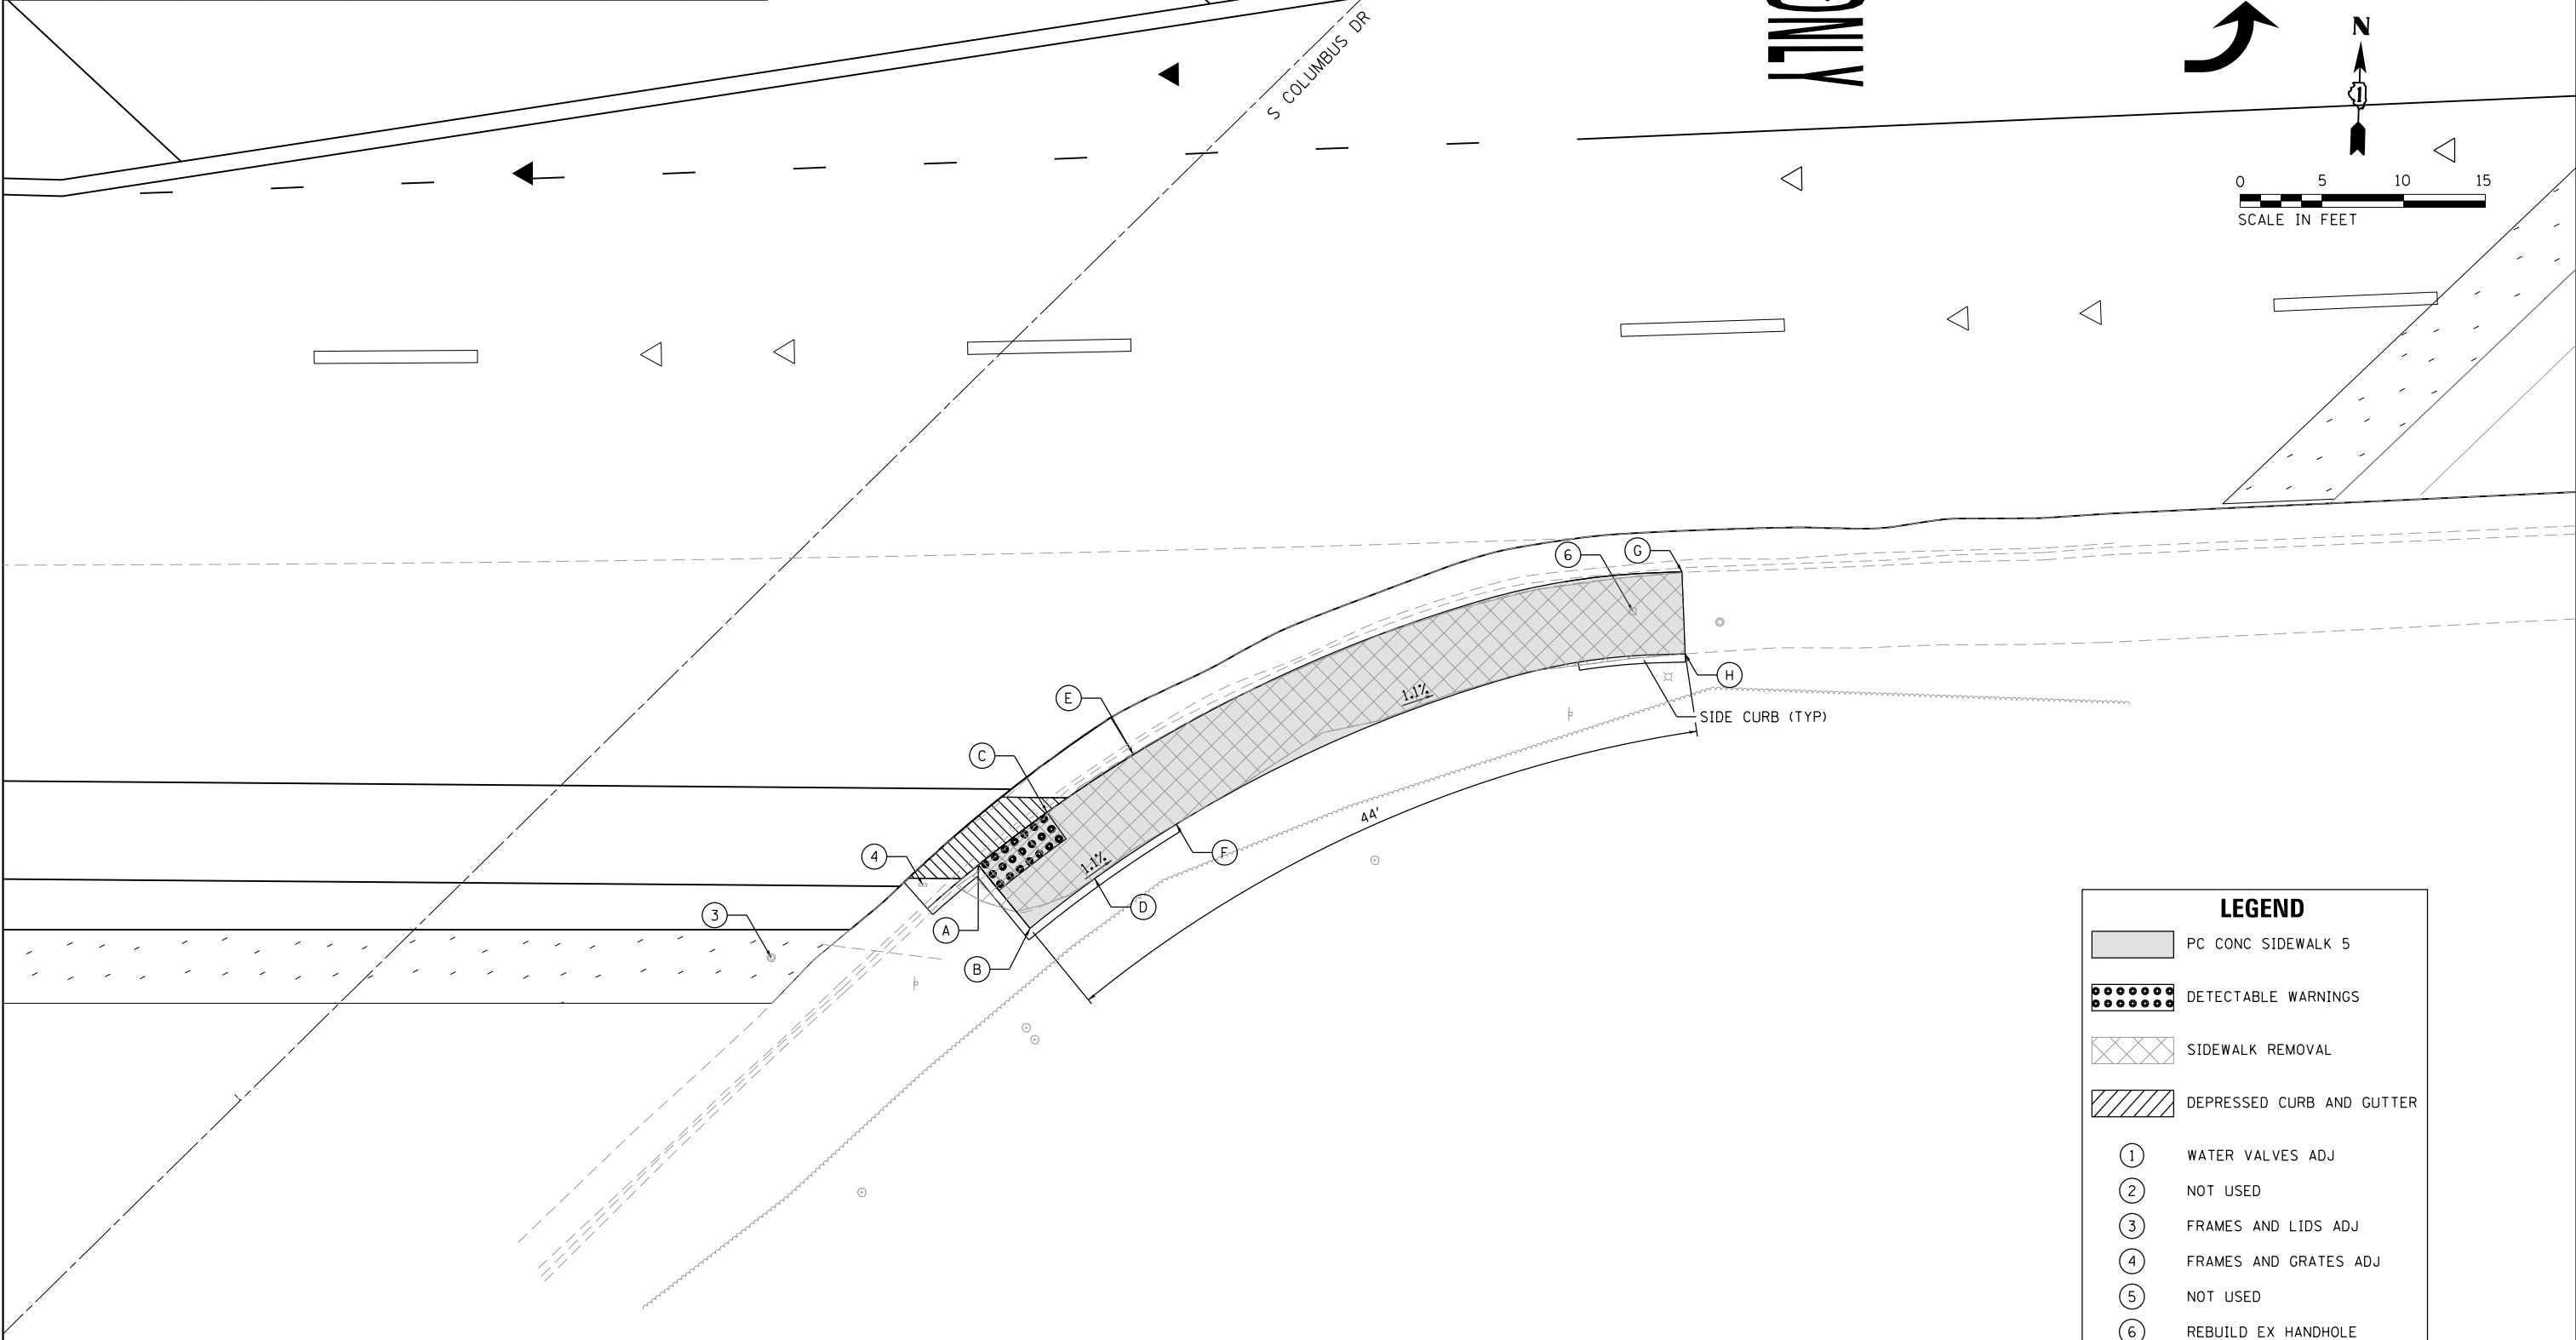 ONLY
S COLUMBUS DR
N
1
0 5 10 15
SCALE IN FEET
6
G
E
H
1.1%
SIDE CURB (TYP)
C
44'
4
1.1%
F
D
3
A
B
LEGEND
PC CONC SIDEWALK 5
DETECTABLE WARNINGS
SIDEWALK REMOVAL
DEPRESSED CURB AND GUTTER
1 WATER VALVES ADJ
2 NOT USED
3 FRAMES AND LIDS ADJ
4 FRAMES AND GRATES ADJ
5 NOT USED
6 REBUILD EX HANDHOLE